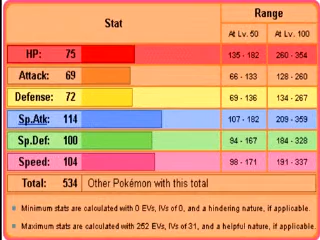 Stat Range
At Lv. 50 At Lv. 100
HP: 75 135 - 182 260 - 354
Attack: 69 66 - 133 128 - 260
Defense: 72 69 - 136 134 - 267
Sp.Atk: 114 107 - 182 209 - 359
Sp.Def: 100 94 - 167 184 - 328
Speed: 104 98 - 171 191 - 337
Total: 534 Other Pokémon with this total
Minimum stats are calculated with 0 EVs, IVs of 0, and a hindering nature, if applicable.
Maximum stats are calculated with 252 EVs, IVs of 31, and a helpful nature, if applicable.